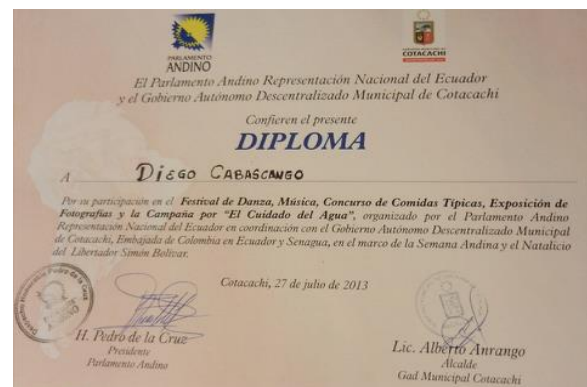 PARLAMENTO
ANDINO
COTACACHI
El Parlamento Andino Representación Nacional del Ecuador
y el Gobierno Autónomo Descentralizado Municipal de Cotacachi
Confieren el presente
DIPLOMA
A Diego Cabascango
Por su participación en el Festival de Danza, Música, Concurso de Comidas Típicas, Exposición de
Fotografías y la Campaña por "El Cuidado del Agua", organizado por el Parlamento Andino
Representación Nacional del Ecuador en coordinación con el Gobierno Autónomo Descentralizado Municipal
de Cotacachi, Embajada de Colombia en Ecuador y Senagua, en el marco de la Semana Andina y el Natalicio
del Libertador Simón Bolívar.
Cotacachi, 27 de julio de 2013
H. Pedro de la Cruz
Presidente
Parlamento Andino
Lic. Alberto Anrango
Alcalde
Gad Municipal Cotacachi